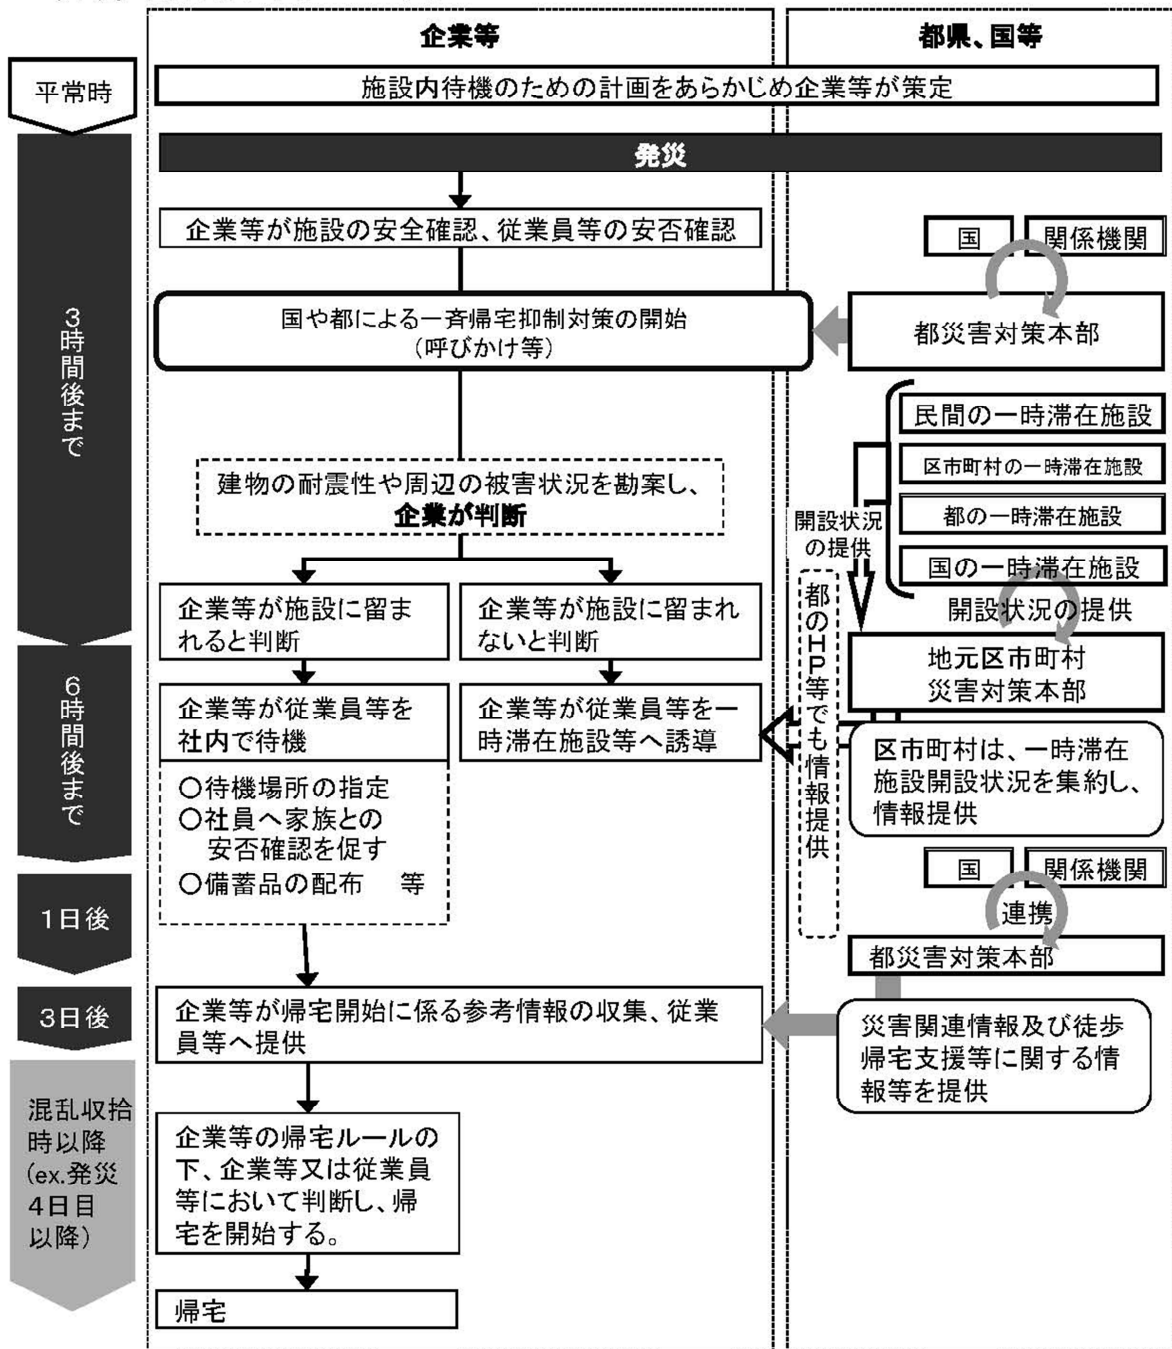 企業等
都県、国等
平常時
施設内待機のための計画をあらかじめ企業等が策定
発災
3時間後まで
企業等が施設の安全確認、従業員等の安否確認
国
関係機関
国や都による一斉帰宅抑制対策の開始
(呼びかけ等)
都災害対策本部
民間の一時滞在施設
区市町村の一時滞在施設
都の一時滞在施設
国の一時滞在施設
建物の耐震性や周辺の被害状況を勘案し、
企業が判断
開設状況
の提供
開設状況の提供
企業等が施設に留ま
れると判断
企業等が施設に留まれ
ないと判断
都のHP等でも情報提供
地元区市町村
災害対策本部
6時間後まで
企業等が従業員等を
社内で待機
企業等が従業員等を一
時滞在施設等へ誘導
区市町村は、一時滞在
施設開設状況を集約し、
情報提供
○待機場所の指定
○社員へ家族との
安否確認を促す
○備蓄品の配布 等
国
関係機関
連携
1日後
都災害対策本部
3日後
企業等が帰宅開始に係る参考情報の収集、従業
員等へ提供
災害関連情報及び徒歩
帰宅支援等に関する情
報等を提供
混乱収拾
時以降
(ex.発災
4日目
以降)
企業等の帰宅ルールの
下、企業等又は従業員
等において判断し、帰
宅を開始する。
帰宅